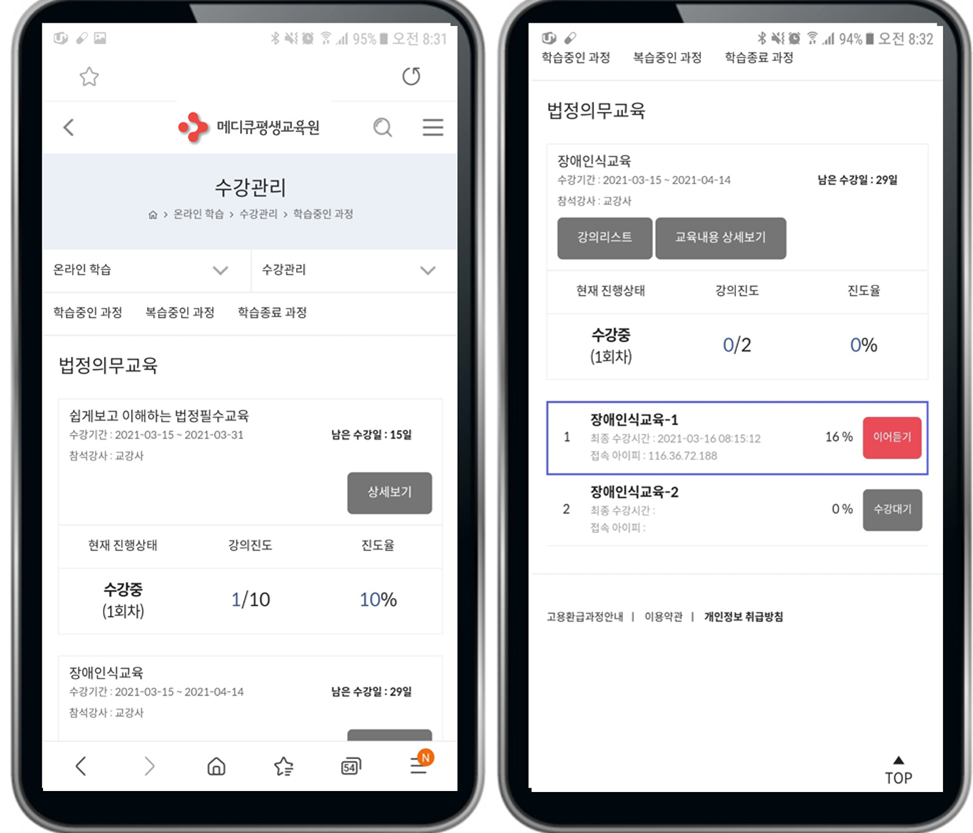 95% 오전 8:31
메디큐평생교육원
수강관리
온라인 학습 > 수강관리 > 학습중인 과정
온라인 학습 수강관리
학습중인 과정 복습중인 과정 학습종료 과정
법정의무교육
쉽게보고 이해하는 법정필수교육
수강기간 : 2021-03-15 ~ 2021-03-31 남은 수강일 : 15일
참석강사 : 교강사
상세보기
현재 진행상태 강의진도 진도율
수강중
(1회차) 1/10 10%
장애인식교육
수강기간 : 2021-03-15 ~ 2021-04-14 남은 수강일 : 29일
참석강사 : 교강사
54 N
94% 오전 8:32
학습중인 과정 복습중인 과정 학습종료 과정
법정의무교육
장애인식교육
수강기간 : 2021-03-15 ~ 2021-04-14 남은 수강일 : 29일
참석강사 : 교강사
강의리스트 교육내용 상세보기
현재 진행상태 강의진도 진도율
수강중
(1회차) 0/2 0%
장애인식교육-1
1 최종 수강시간 : 2021-03-16 08:15:12 16 % 이어듣기
접속 아이피 : 116.36.72.188
장애인식교육-2
2 최종 수강시간 : 0 % 수강대기
접속 아이피 :
고용환급과정안내 | 이용약관 | 개인정보 취급방침
▲
TOP